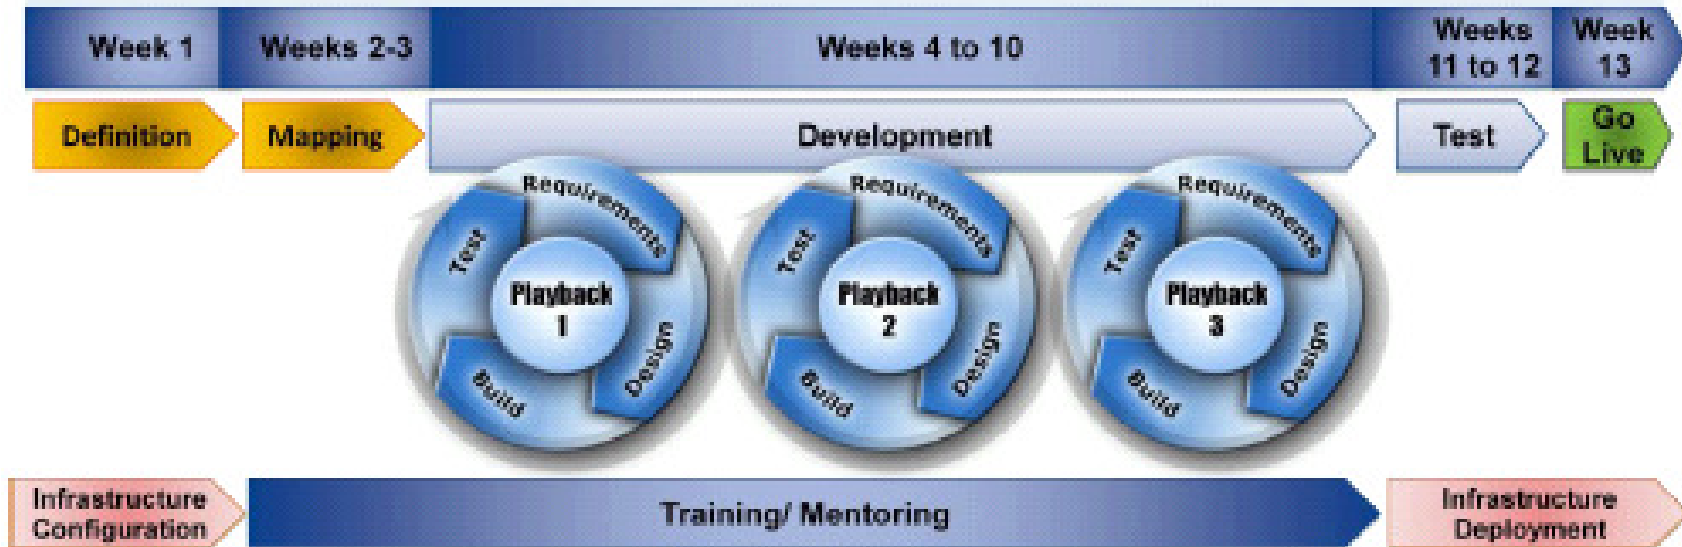 Week 1
Weeks 2-3
Weeks 4 to 10
Weeks
11 to 12
Week
13
Definition
Mapping
Development
Test
Go
Live
Requirements
Design
Build
Test
Playback
1
Requirements
Design
Build
Test
Playback
2
Requirements
Design
Build
Test
Playback
3
Infrastructure
Configuration
Training/ Mentoring
Infrastructure
Deployment